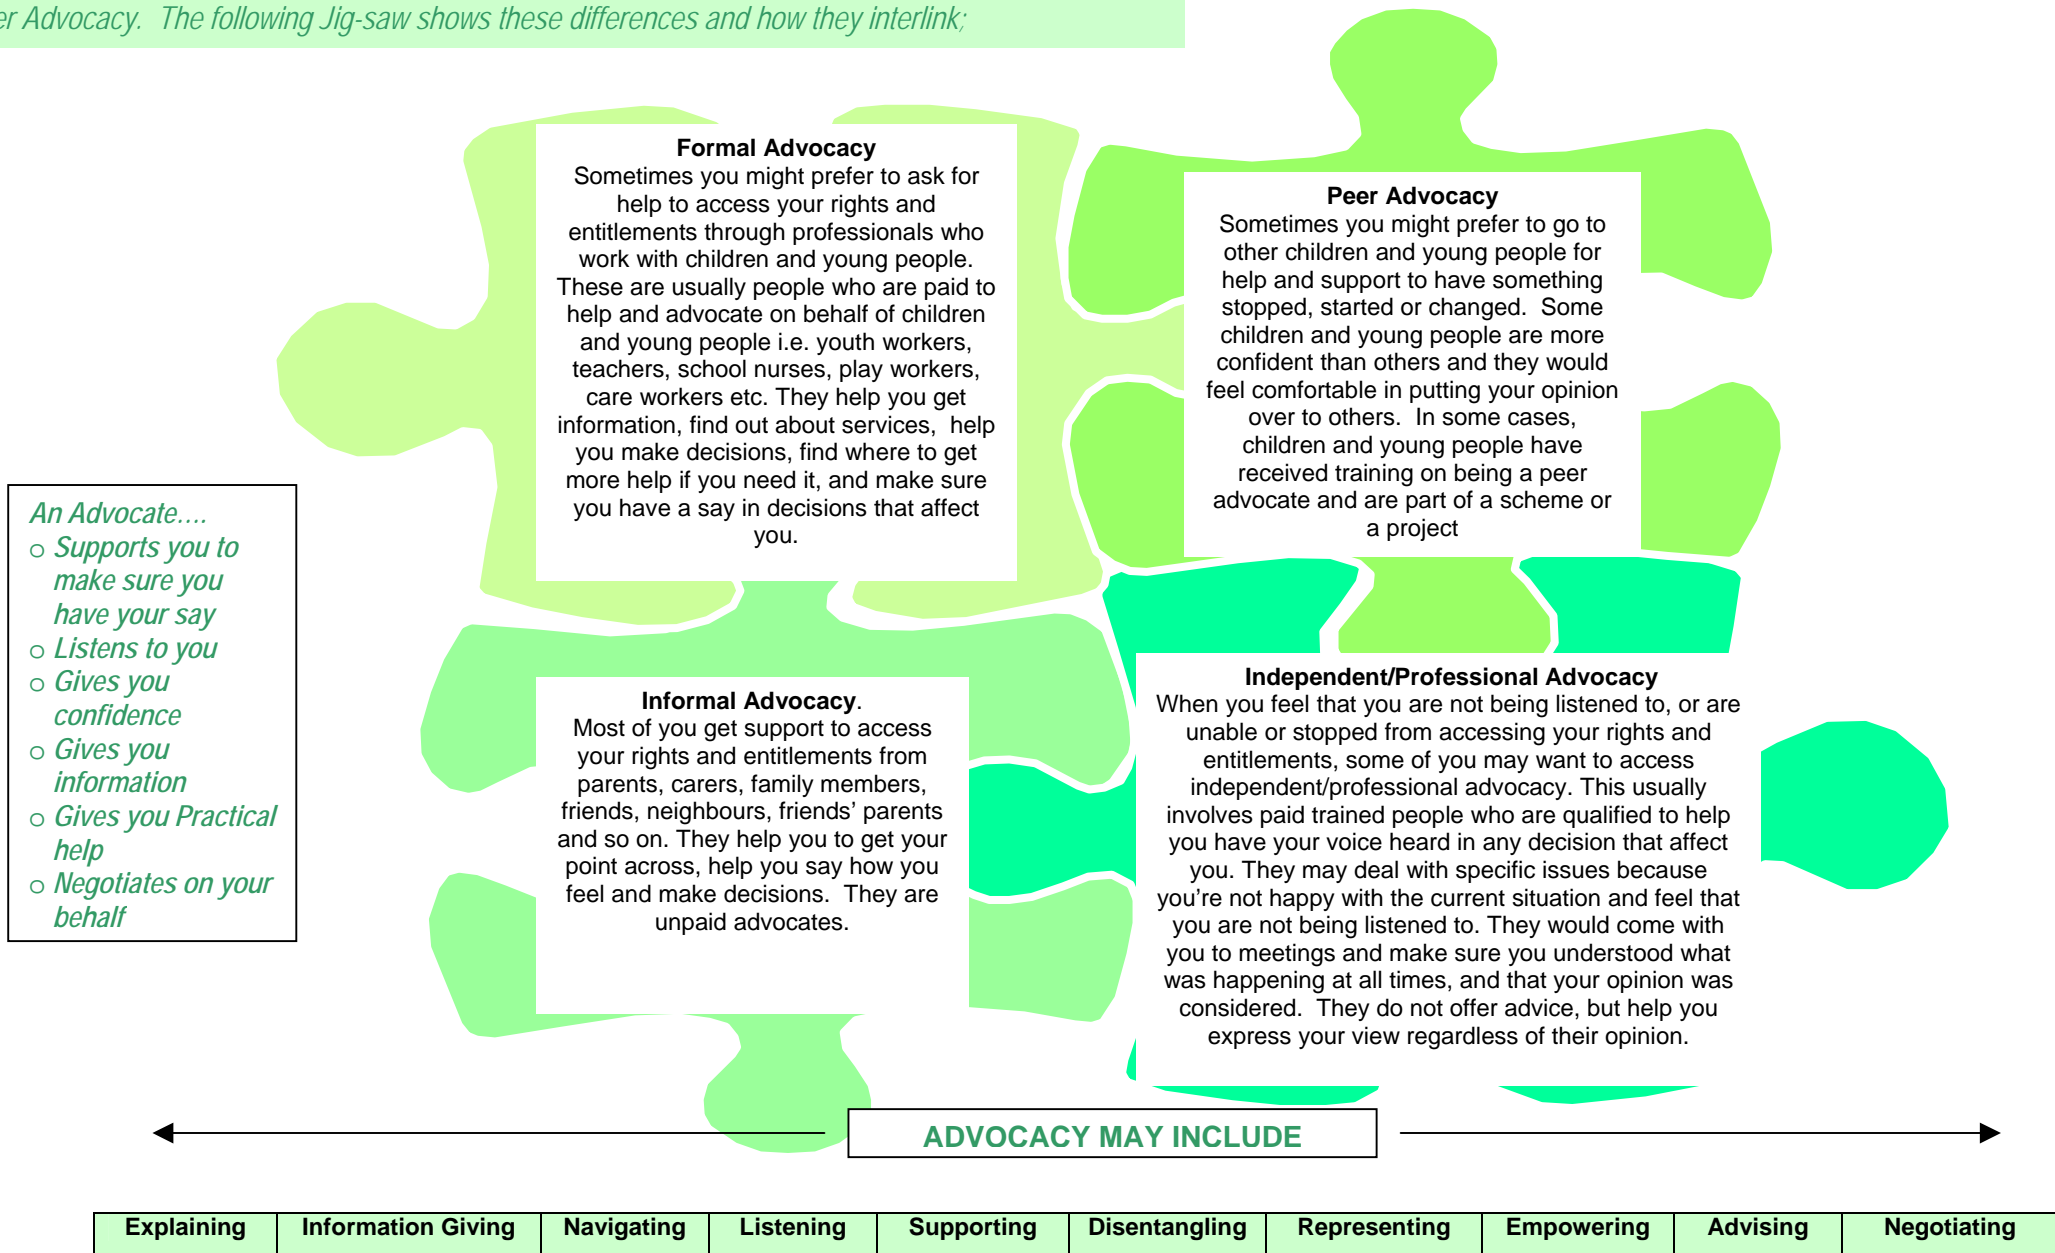 er Advocacy.  The following Jig-saw shows these differences and how they interlink;
Formal Advocacy
Sometimes you might prefer to ask for
help to access your rights and
entitlements through professionals who
work with children and young people.
These are usually people who are paid to
help and advocate on behalf of children
and young people i.e. youth workers,
teachers, school nurses, play workers,
care workers etc. They help you get
information, find out about services,  help
you make decisions, find where to get
more help if you need it, and make sure
you have a say in decisions that affect
you.
Peer Advocacy
Sometimes you might prefer to go to
other children and young people for
help and support to have something
stopped, started or changed.  Some
children and young people are more
confident than others and they would
feel comfortable in putting your opinion
over to others.  In some cases,
children and young people have
received training on being a peer
advocate and are part of a scheme or
a project
An Advocate....
o Supports you to
make sure you
have your say
o Listens to you
o Gives you
confidence
o Gives you
information
o Gives you Practical
help
o Negotiates on your
behalf
Informal Advocacy.
Most of you get support to access
your rights and entitlements from
parents, carers, family members,
friends, neighbours, friends’ parents
and so on. They help you to get your
point across, help you say how you
feel and make decisions.  They are
unpaid advocates.
Independent/Professional Advocacy
When you feel that you are not being listened to, or are
unable or stopped from accessing your rights and
entitlements, some of you may want to access
independent/professional advocacy. This usually
involves paid trained people who are qualified to help
you have your voice heard in any decision that affect
you. They may deal with specific issues because
you’re not happy with the current situation and feel that
you are not being listened to. They would come with
you to meetings and make sure you understood what
was happening at all times, and that your opinion was
considered.  They do not offer advice, but help you
express your view regardless of their opinion.
ADVOCACY MAY INCLUDE
Explaining Information Giving Navigating Listening Supporting Disentangling Representing Empowering Advising Negotiating